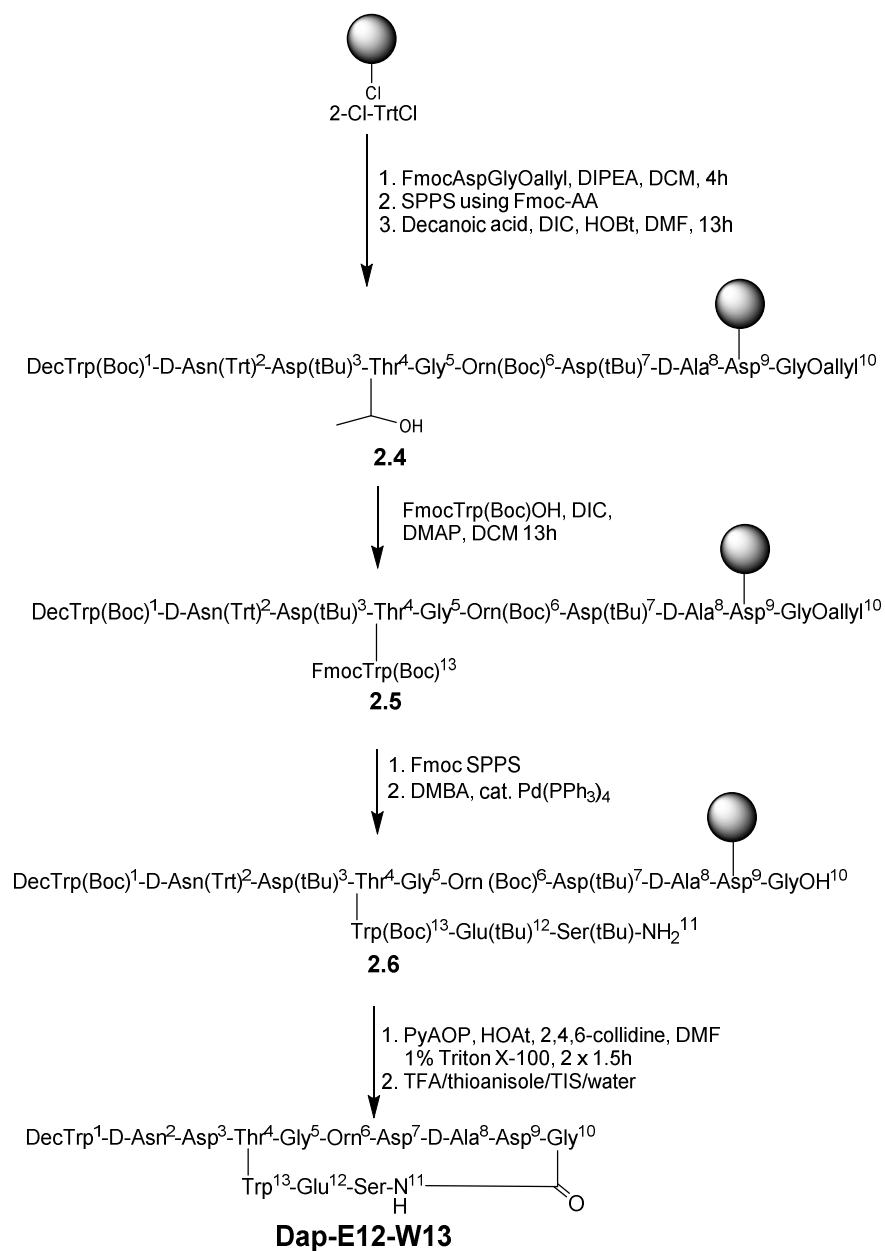 Cl
2-Cl-TrtCl
1. FmocAspGlyOallyl, DIPEA, DCM, 4h
2. SPPS using Fmoc-AA
3. Decanoic acid, DIC, HOBt, DMF, 13h
DecTrp(Boc)¹-D-Asn(Trt)²-Asp(tBu)³-Thr⁴-Gly⁵-Orn(Boc)⁶-Asp(tBu)⁷-D-Ala⁸-Asp⁹-GlyOallyl¹⁰
OH
2.4
FmocTrp(Boc)OH, DIC,
DMAP, DCM 13h
DecTrp(Boc)¹-D-Asn(Trt)²-Asp(tBu)³-Thr⁴-Gly⁵-Orn(Boc)⁶-Asp(tBu)⁷-D-Ala⁸-Asp⁹-GlyOallyl¹⁰
FmocTrp(Boc)¹³
2.5
1. Fmoc SPPS
2. DMBA, cat. Pd(PPh₃)₄
DecTrp(Boc)¹-D-Asn(Trt)²-Asp(tBu)³-Thr⁴-Gly⁵-Orn (Boc)⁶-Asp(tBu)⁷-D-Ala⁸-Asp⁹-GlyOH¹⁰
Trp(Boc)¹³-Glu(tBu)¹²-Ser(tBu)-NH₂¹¹
2.6
1. PyAOP, HOAt, 2,4,6-collidine, DMF
1% Triton X-100, 2 x 1.5h
2. TFA/thioanisole/TIS/water
DecTrp¹-D-Asn²-Asp³-Thr⁴-Gly⁵-Orn⁶-Asp⁷-D-Ala⁸-Asp⁹-Gly¹⁰
Trp¹³-Glu¹²-Ser-N¹¹
H
O
Dap-E12-W13